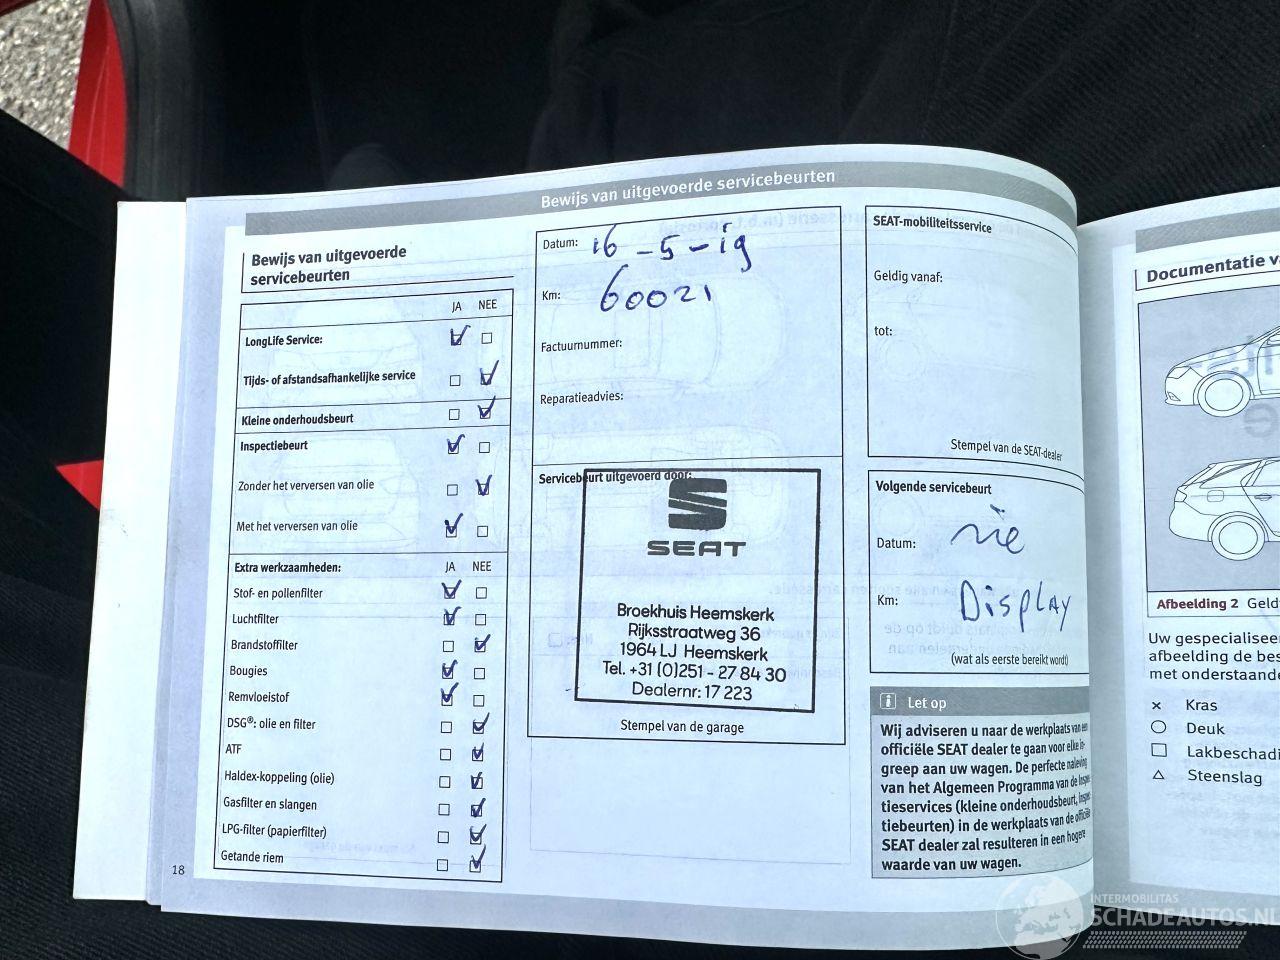 Bewijs van uitgevoerde servicebeurten
Bewijs van uitgevoerde
servicebeurten
JA NEE
LongLife Service:
Tijds- of afstandsafhankelijke service
Kleine onderhoudsbeurt
Inspectiebeurt
Zonder het verversen van olie
Met het verversen van olie
Extra werkzaamheden: JA NEE
Stof- en pollenfilter
Luchtfilter
Brandstoffilter
Bougies
Remvloeistof
DSG®: olie en filter
ATF
Haldex-koppeling (olie)
Gasfilter en slangen
LPG-filter (papierfilter)
Getande riem
18
Datum: 16-5-19
Km: 60021
Factuurnummer:
Reparatieadvies:
Servicebeurt uitgevoerd door:
SEAT
Broekhuis Heemskerk
Rijksstraatweg 36
1964 LJ Heemskerk
Tel. +31 (0)251 - 27 84 30
Dealernr: 17 223
Stempel van de garage
SEAT-mobiliteitsservice
Geldig vanaf:
tot:
Stempel van de SEAT-dealer
Volgende servicebeurt
Datum: zie
Km: Display
(wat als eerste bereikt wordt)
i Let op
Wij adviseren u naar de werkplaats van een
officiële SEAT dealer te gaan voor elke in-
greep aan uw wagen. De perfecte naleving
van het Algemeen Programma van de Inspec-
tieservices (kleine onderhoudsbeurt, inspec-
tiebeurten) in de werkplaats van de officiële
SEAT dealer zal resulteren in een hogere
waarde van uw wagen.
Documentatie va
Afbeelding 2 Geld
Uw gespecialiseer
afbeelding de bes
met onderstaande
Kras
Deuk
Lakbeschadi
Steenslag
INTERMOBILITAS
SCHADEAUTOS.NL